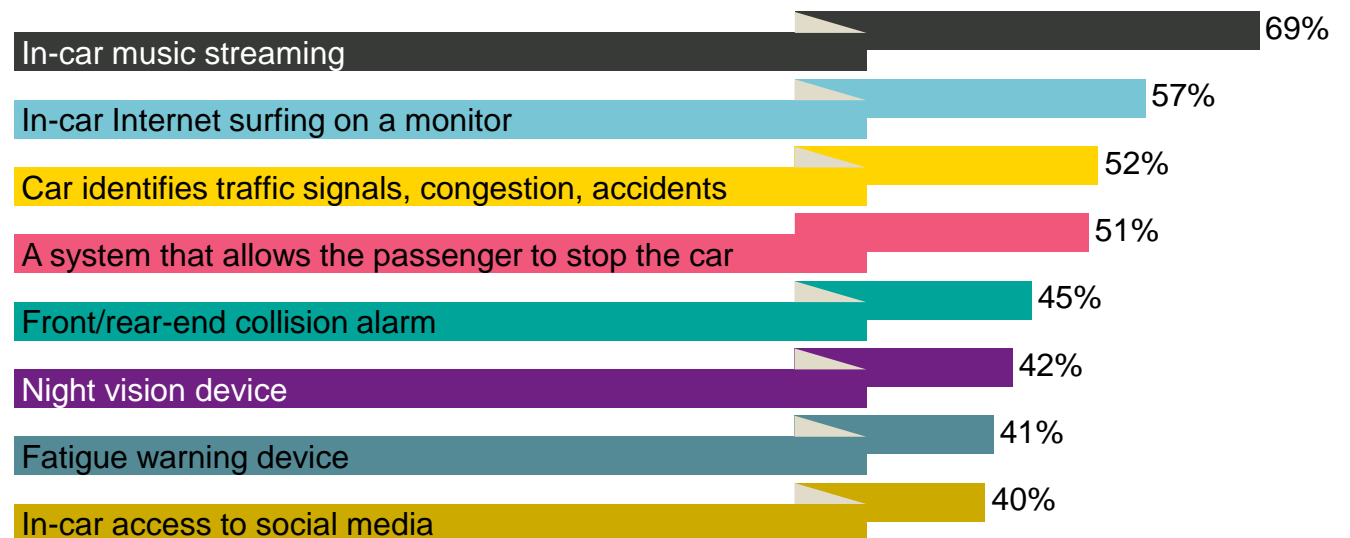 In-car music streaming 69%
In-car Internet surfing on a monitor 57%
Car identifies traffic signals, congestion, accidents 52%
A system that allows the passenger to stop the car 51%
Front/rear-end collision alarm 45%
Night vision device 42%
Fatigue warning device 41%
In-car access to social media 40%